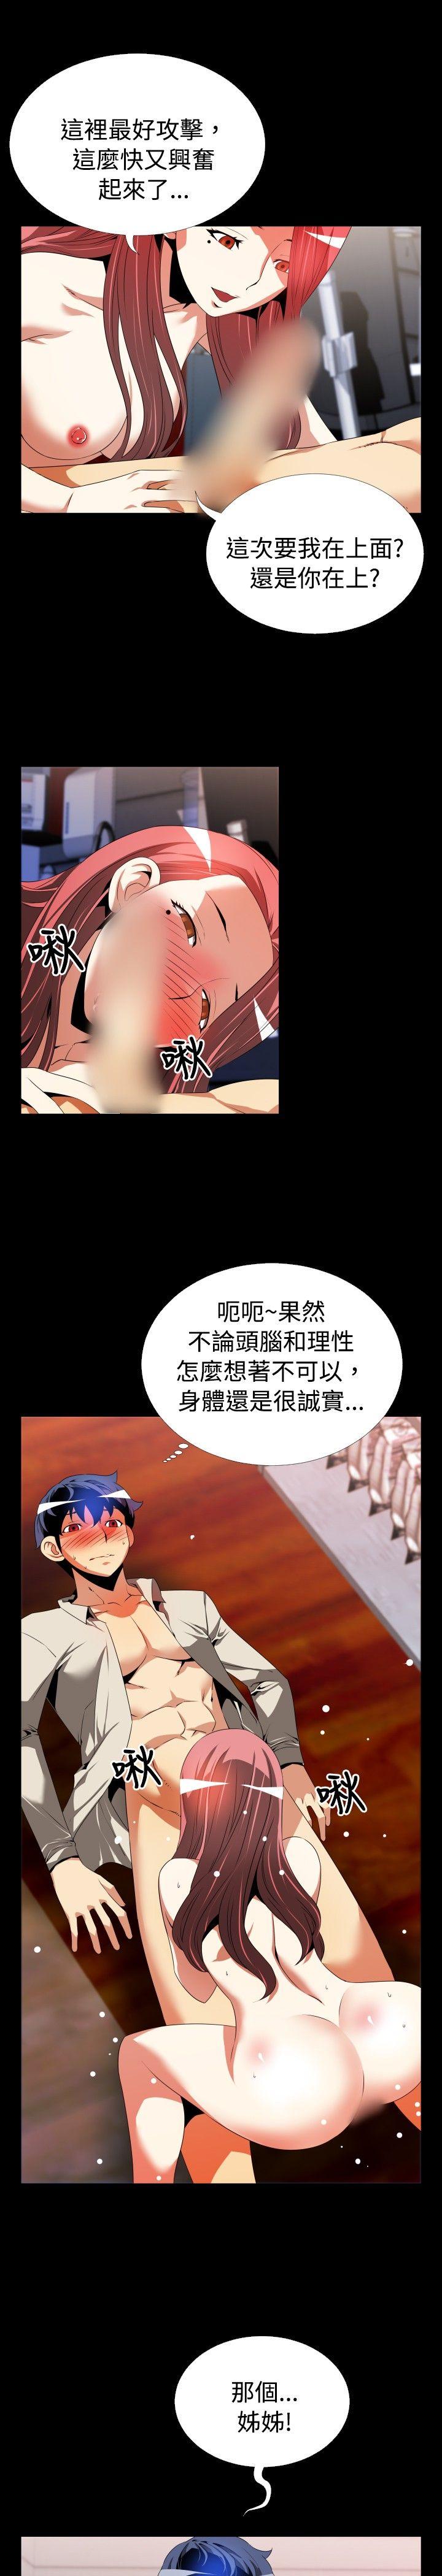 這裡最好攻擊，
這麼快又興奮
起來了...
這次要我在上面?
還是你在上?
啾
啾
呃呃~果然
不論頭腦和理性
怎麼想著不可以，
身體還是很誠實...
啾
啾
那個...
姊姊!